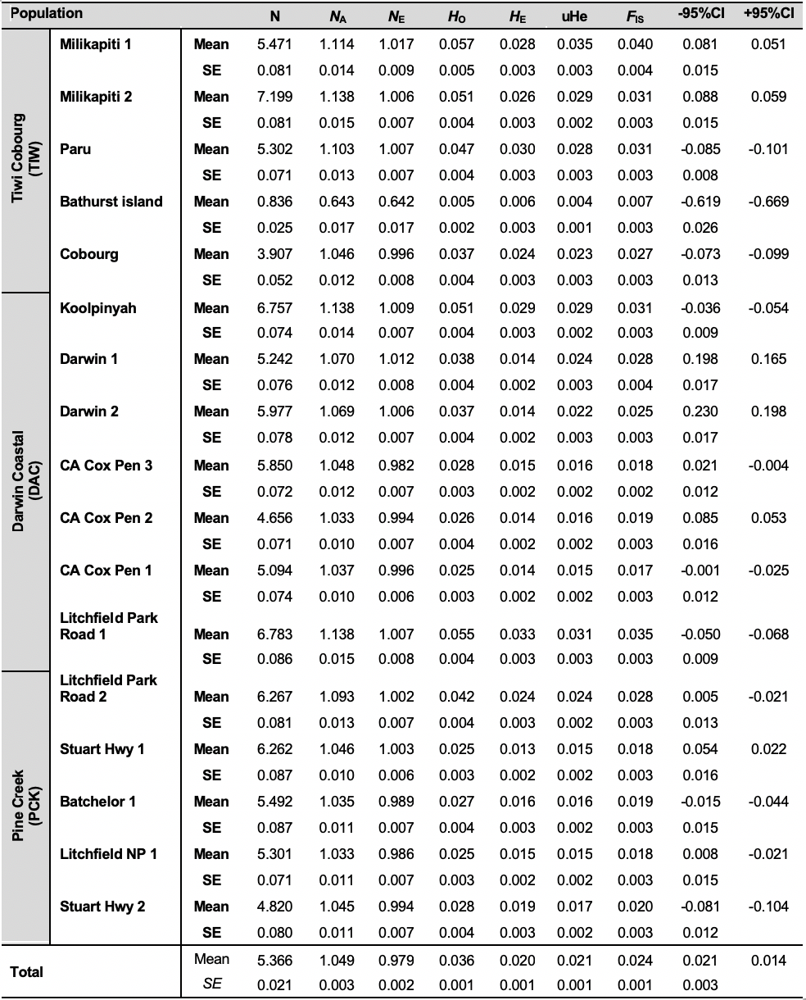 Population N NA NE HO HE uHe FIS -95%CI +95%CI
Tiwi Cobourg
(TIW)
Milikapiti 1 Mean 5.471 1.114 1.017 0.057 0.028 0.035 0.040 0.081 0.051
SE 0.081 0.014 0.009 0.005 0.003 0.003 0.004 0.015
Milikapiti 2 Mean 7.199 1.138 1.006 0.051 0.026 0.029 0.031 0.088 0.059
SE 0.081 0.015 0.007 0.004 0.003 0.002 0.003 0.015
Paru Mean 5.302 1.103 1.007 0.047 0.030 0.028 0.031 -0.085 -0.101
SE 0.071 0.013 0.007 0.004 0.003 0.003 0.003 0.008
Bathurst island Mean 0.836 0.643 0.642 0.005 0.006 0.004 0.007 -0.619 -0.669
SE 0.025 0.017 0.017 0.002 0.003 0.001 0.003 0.026
Cobourg Mean 3.907 1.046 0.996 0.037 0.024 0.023 0.027 -0.073 -0.099
SE 0.052 0.012 0.008 0.004 0.003 0.003 0.003 0.013
Darwin Coastal
(DAC)
Koolpinyah Mean 6.757 1.138 1.009 0.051 0.029 0.029 0.031 -0.036 -0.054
SE 0.074 0.014 0.007 0.004 0.003 0.002 0.003 0.009
Darwin 1 Mean 5.242 1.070 1.012 0.038 0.014 0.024 0.028 0.198 0.165
SE 0.076 0.012 0.008 0.004 0.002 0.003 0.004 0.017
Darwin 2 Mean 5.977 1.069 1.006 0.037 0.014 0.022 0.025 0.230 0.198
SE 0.078 0.012 0.007 0.004 0.002 0.003 0.003 0.017
CA Cox Pen 3 Mean 5.850 1.048 0.982 0.028 0.015 0.016 0.018 0.021 -0.004
SE 0.072 0.012 0.007 0.003 0.002 0.002 0.002 0.012
CA Cox Pen 2 Mean 4.656 1.033 0.994 0.026 0.014 0.016 0.019 0.085 0.053
SE 0.071 0.010 0.007 0.004 0.002 0.002 0.003 0.016
CA Cox Pen 1 Mean 5.094 1.037 0.996 0.025 0.014 0.015 0.017 -0.001 -0.025
SE 0.074 0.010 0.006 0.003 0.002 0.002 0.003 0.012
Litchfield Park
Road 1 Mean 6.783 1.138 1.007 0.055 0.033 0.031 0.035 -0.050 -0.068
SE 0.086 0.015 0.008 0.004 0.003 0.003 0.003 0.009
Pine Creek
(PCK)
Litchfield Park
Road 2 Mean 6.267 1.093 1.002 0.042 0.024 0.024 0.028 0.005 -0.021
SE 0.081 0.013 0.007 0.004 0.003 0.002 0.003 0.013
Stuart Hwy 1 Mean 6.262 1.046 1.003 0.025 0.013 0.015 0.018 0.054 0.022
SE 0.087 0.010 0.006 0.003 0.002 0.002 0.003 0.016
Batchelor 1 Mean 5.492 1.035 0.989 0.027 0.016 0.016 0.019 -0.015 -0.044
SE 0.087 0.011 0.007 0.004 0.003 0.002 0.003 0.015
Litchfield NP 1 Mean 5.301 1.033 0.986 0.025 0.015 0.015 0.018 0.008 -0.021
SE 0.071 0.011 0.007 0.003 0.002 0.002 0.003 0.015
Stuart Hwy 2 Mean 4.820 1.045 0.994 0.028 0.019 0.017 0.020 -0.081 -0.104
SE 0.080 0.011 0.007 0.004 0.003 0.002 0.003 0.012
Total Mean 5.366 1.049 0.979 0.036 0.020 0.021 0.024 0.021 0.014
SE 0.021 0.003 0.002 0.001 0.001 0.001 0.001 0.003